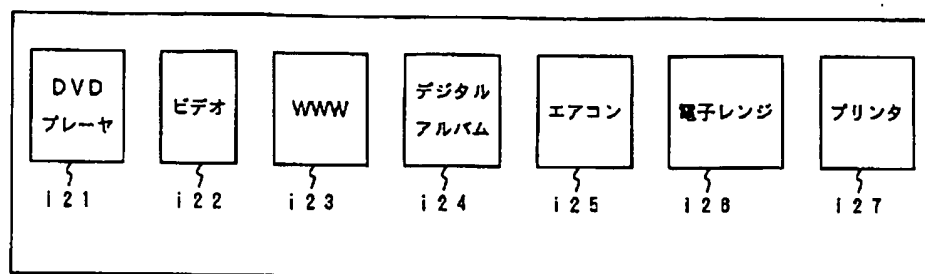 DVD
プレーヤ
ビデオ
WWW
デジタル
アルバム
エアコン
電子レンジ
プリンタ
i21
i22
i23
i24
i25
i26
i27